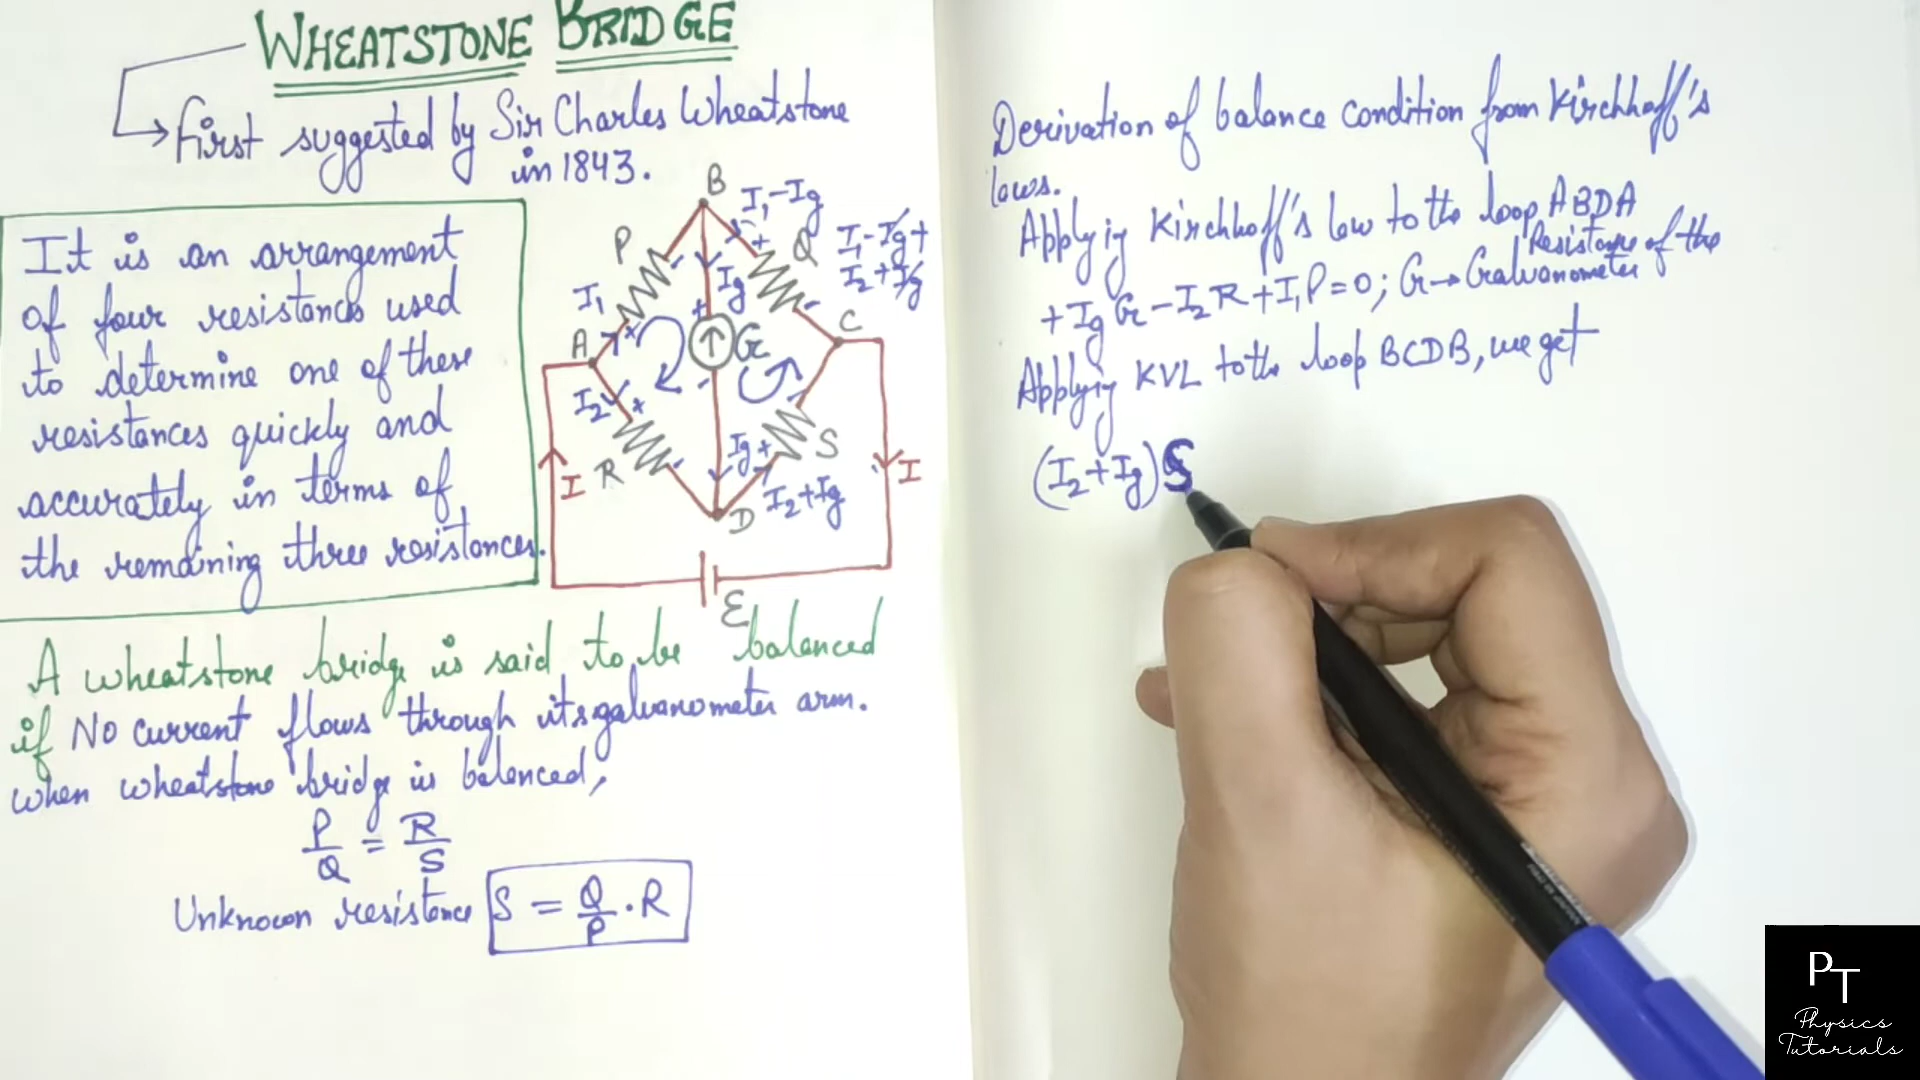 WHEATSTONE BRIDGE
First suggested by Sir Charles Wheatstone
in 1843.
It is an arrangement
of four resistances used
to determine one of these
resistances quickly and
accurately in terms of
the remaining three resistances.
B
I₁-Ig
P
Q
I₁-Ig+
I₂+Ig
I₁
Ig
+
-
A
G
C
I₂
R
Ig
S
I
I
D
I₂+Ig
E
A wheatstone bridge is said to be balanced
if NO current flows through its galvanometer arm.
when wheatstone bridge is balanced,
P/Q = R/S
Unknown resistance S = Q/P . R
Derivation of balance condition from Kirchhoff's
laws.
Applying Kirchhoff's law to the loop ABDA
+IgG-I₂R+I₁P=0; G→Galvanometer Resistance of the
Applying KVL to the loop BCDB, we get
(I₂+Ig)S
PT
Physics
Tutorials